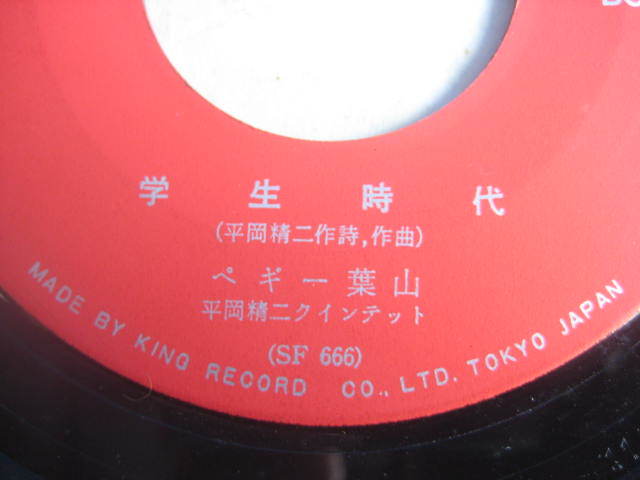 学生時代
(平岡精二作詩,作曲)
ペギー葉山
平岡精二クインテット
(SF 666)
MADE BY KING RECORD CO., LTD. TOKYO JAPAN